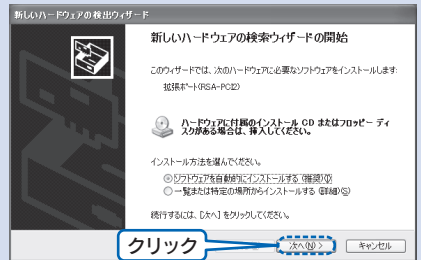 新しいハードウェアの検出ウィザード
新しいハードウェアの検索ウィザードの開始
このウィザードでは、次のハードウェアに必要なソフトウェアをインストールします:
拡張ポート(RSA-PCI2)
ハードウェアに付属のインストール CD またはフロッピー ディ
スクがある場合は、挿入してください。
インストール方法を選んでください。
ソフトウェアを自動的にインストールする (推奨)(I)
一覧または特定の場所からインストールする (詳細)(S)
続行するには、[次へ] をクリックしてください。
クリック
次へ(N) >
キャンセル